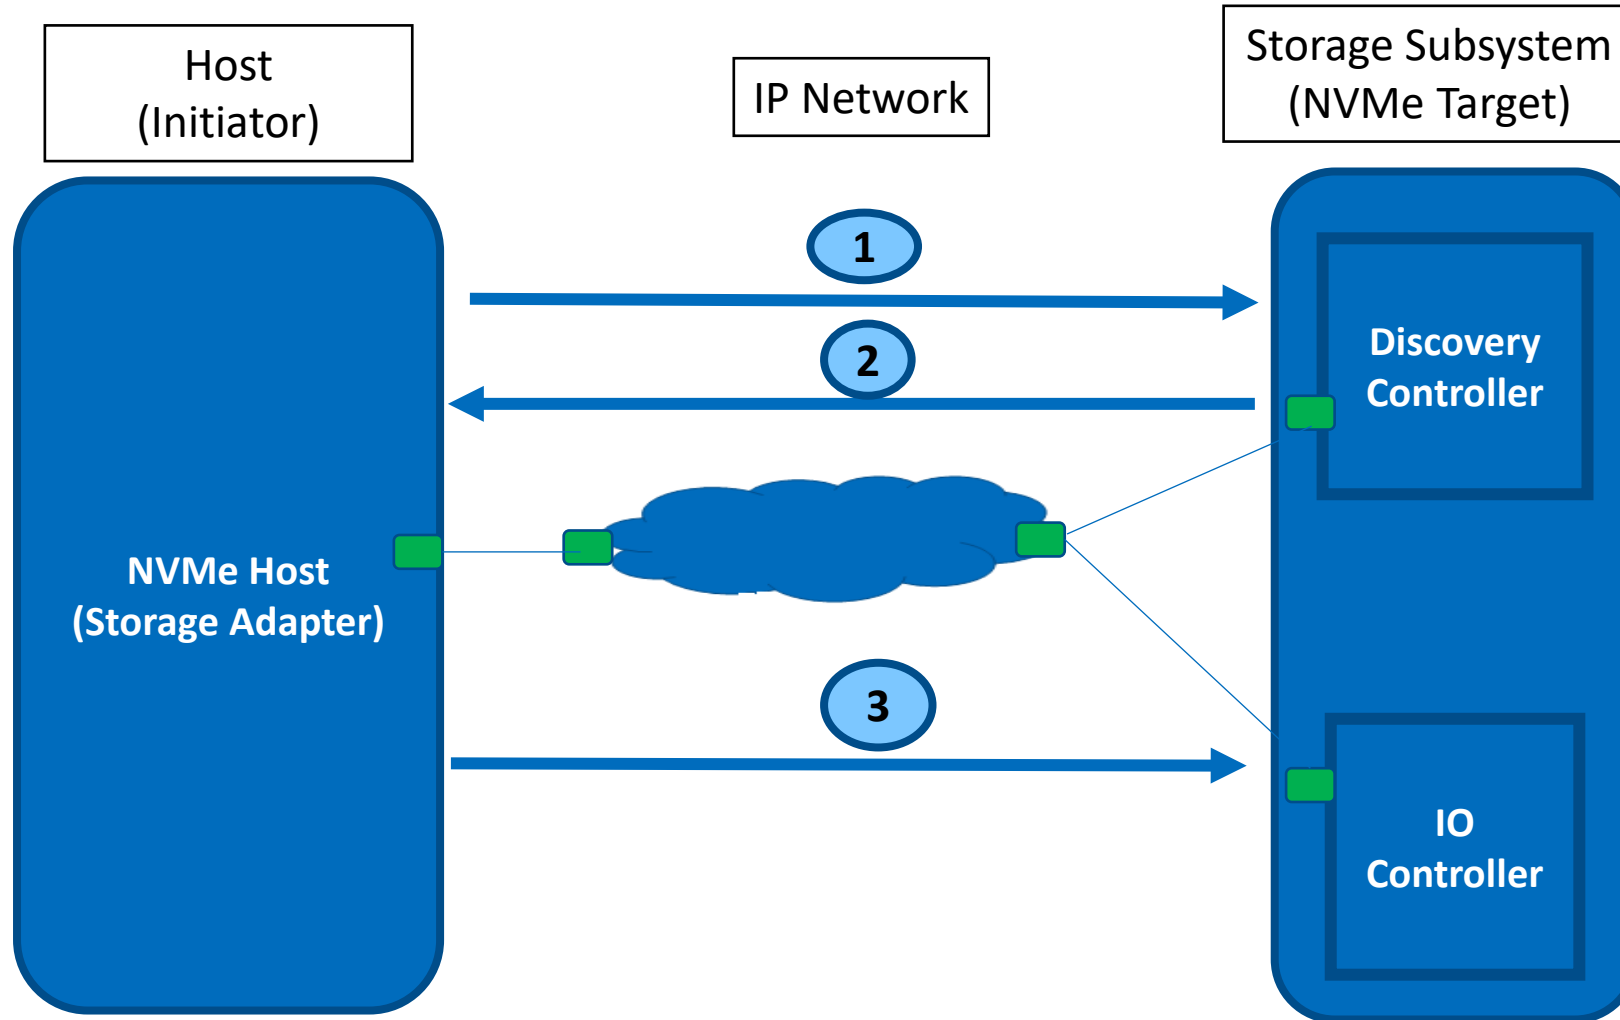 Host
(Initiator)
IP Network
Storage Subsystem
(NVMe Target)
1
2
Discovery
Controller
NVMe Host
(Storage Adapter)
3
IO
Controller